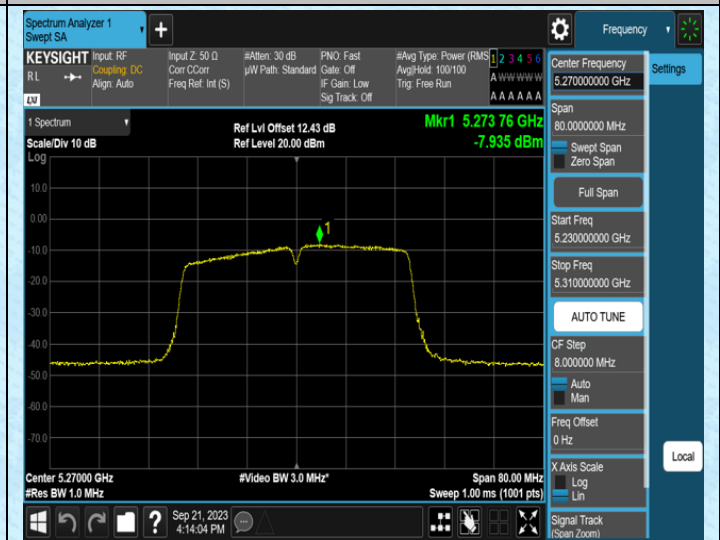 Spectrum Analyzer 1
Swept SA
+
Frequency
KEYSIGHT
RL
LXI
Input: RF
Coupling: DC
Align: Auto
Input Z: 50 Ω
Corr CCorr
Freq Ref: Int (S)
#Atten: 30 dB
µW Path: Standard
PNO: Fast
Gate: Off
IF Gain: Low
Sig Track: Off
#Avg Type: Power (RMS
Avg|Hold: 100/100
Trig: Free Run
1 2 3 4 5 6
A W W W W W
A A A A A A
1 Spectrum
Scale/Div 10 dB
Log
Ref Lvl Offset 12.43 dB
Ref Level 20.00 dBm
Mkr1 5.273 76 GHz
-7.935 dBm
10.0
0.00
-10.0
-20.0
-30.0
-40.0
-50.0
-60.0
-70.0
1
Center 5.27000 GHz
#Res BW 1.0 MHz
#Video BW 3.0 MHz*
Span 80.00 MHz
Sweep 1.00 ms (1001 pts)
Center Frequency
5.270000000 GHz
Span
80.0000000 MHz
Swept Span
Zero Span
Full Span
Start Freq
5.230000000 GHz
Stop Freq
5.310000000 GHz
AUTO TUNE
CF Step
8.000000 MHz
Auto
Man
Freq Offset
0 Hz
X Axis Scale
Log
Lin
Signal Track
(Span Zoom)
Settings
Local
?
Sep 21, 2023
4:14:04 PM